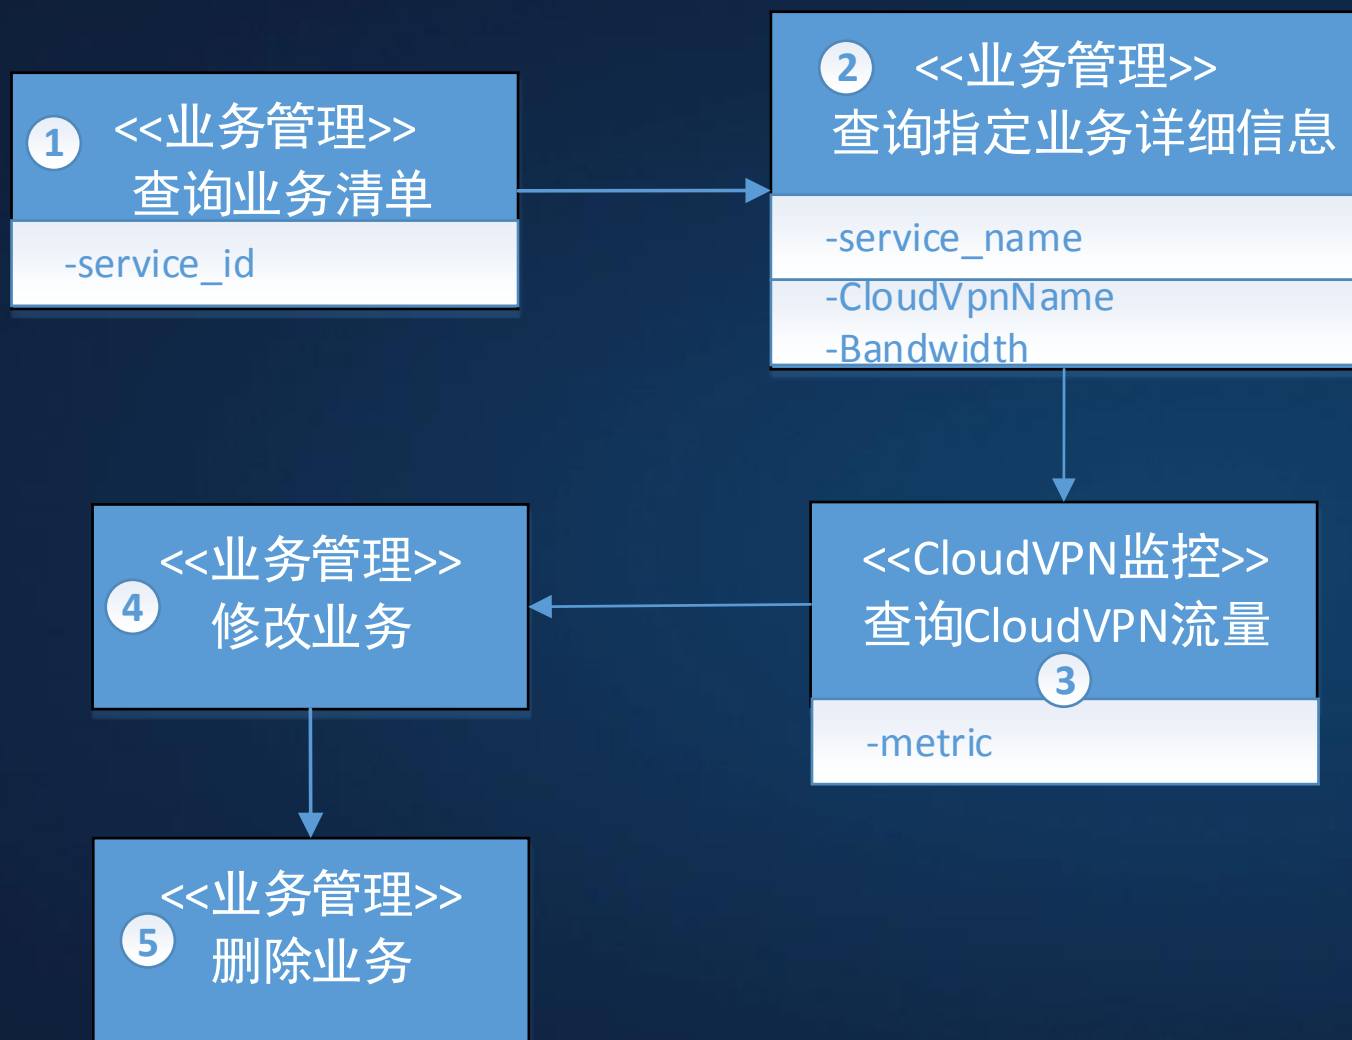 1
<<业务管理>>
查询业务清单
-service_id
2
<<业务管理>>
查询指定业务详细信息
-service_name
-CloudVpnName
-Bandwidth
<<CloudVPN监控>>
查询CloudVPN流量
3
-metric
<<业务管理>>
4
修改业务
<<业务管理>>
5
删除业务